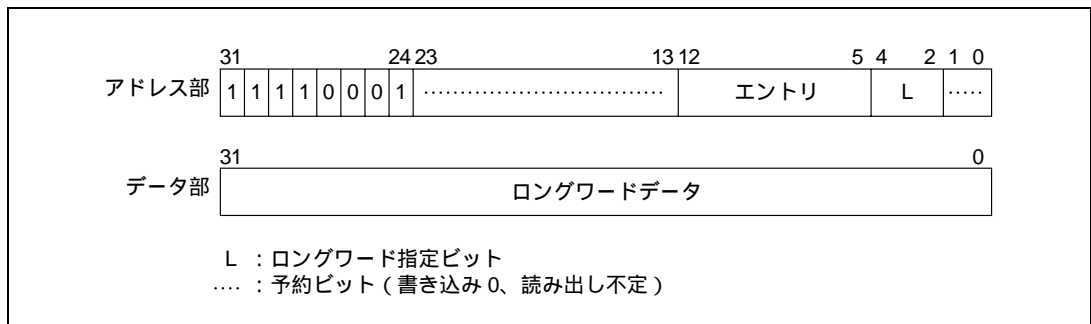 31 24 23 13 12 5 4 2 1 0
アドレス部 1 1 1 1 0 0 0 1 ................................ エントリ L .....
31 0
データ部 ロングワードデータ
L ：ロングワード指定ビット
.... ：予約ビット（書き込み 0、読み出し不定）